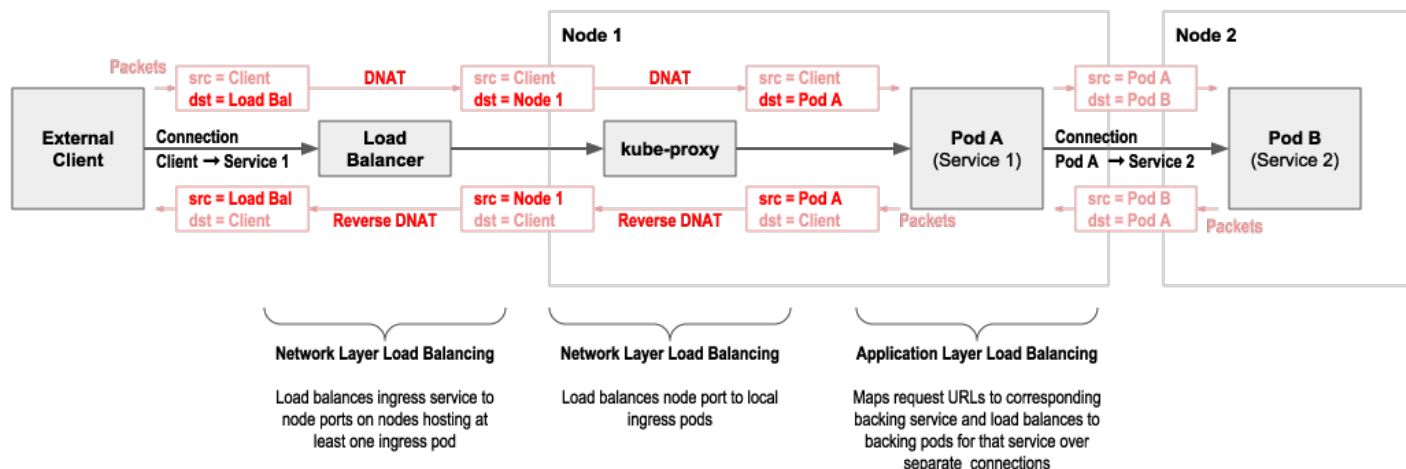 Node 1
Node 2
Packets
src = Client
dst = Load Bal
DNAT
src = Client
dst = Node 1
DNAT
src = Client
dst = Pod A
src = Pod A
dst = Pod B
External
Client
Connection
Client → Service 1
Load
Balancer
kube-proxy
Pod A
(Service 1)
Connection
Pod A → Service 2
Pod B
(Service 2)
src = Load Bal
dst = Client
Reverse DNAT
src = Node 1
dst = Client
Reverse DNAT
src = Pod A
dst = Client
Packets
src = Pod B
dst = Pod A
Packets
Network Layer Load Balancing
Load balances ingress service to
node ports on nodes hosting at
least one ingress pod
Network Layer Load Balancing
Load balances node port to local
ingress pods
Application Layer Load Balancing
Maps request URLs to corresponding
backing service and load balances to
backing pods for that service over
separate connections